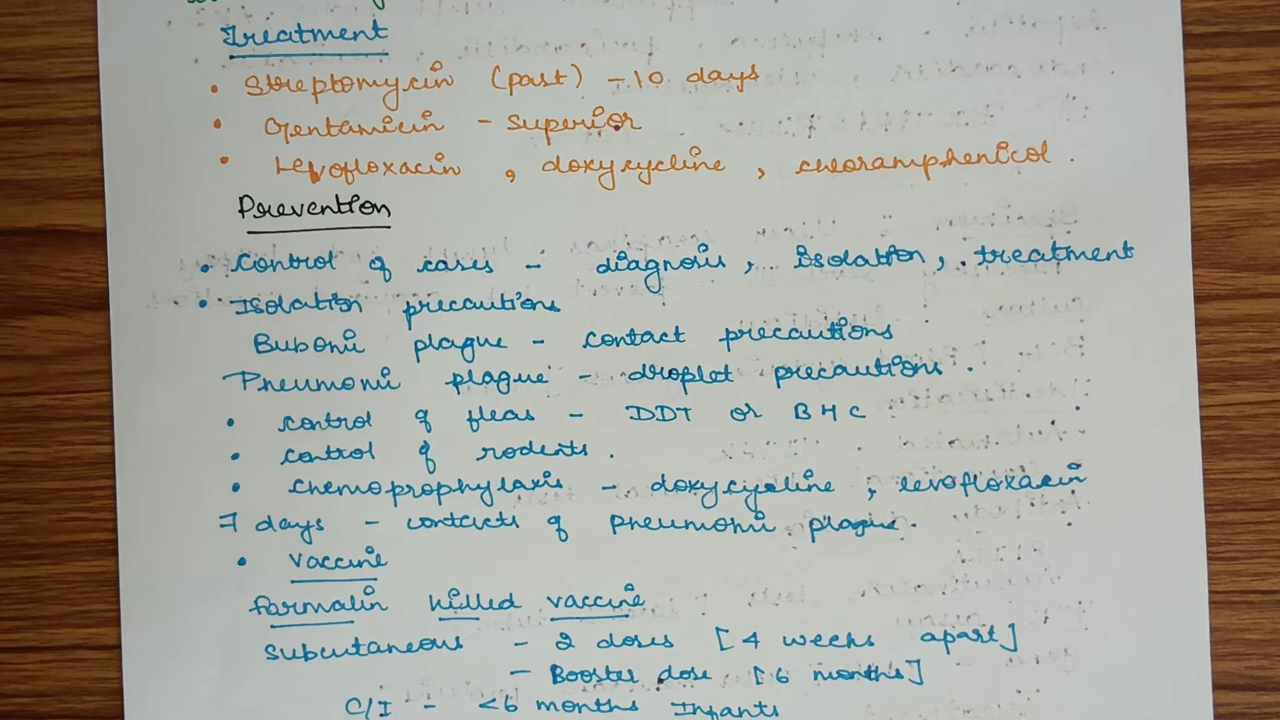 Treatment
• Streptomycin (past) - 10 days
• Gentamicin - superior
• Levofloxacin , doxycycline , chloramphenicol .
Prevention
• Control of cases - diagnosis , isolation , treatment
• Isolation precautions
Bubonic plague - contact precautions
Pneumonic plague - droplet precautions .
• control of fleas - DDT or BHC
• control of rodents .
• chemoprophylaxis - doxycycline , levofloxacin
7 days - contacts of pneumonic plague .
• Vaccine
Formalin killed vaccine
Subcutaneous - 2 doses [ 4 weeks apart ]
- Booster dose [ 6 months ]
C/I - <6 months Infants